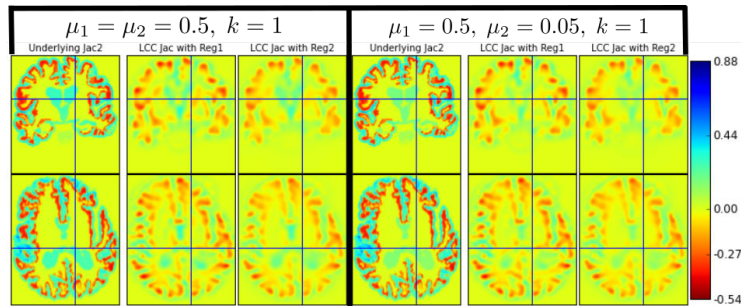 μ₁ = μ₂ = 0.5, k = 1
μ₁ = 0.5, μ₂ = 0.05, k = 1
Underlying Jac2
LCC Jac with Reg1
LCC Jac with Reg2
Underlying Jac2
LCC Jac with Reg1
LCC Jac with Reg2
0.88
0.44
0.00
-0.27
-0.54